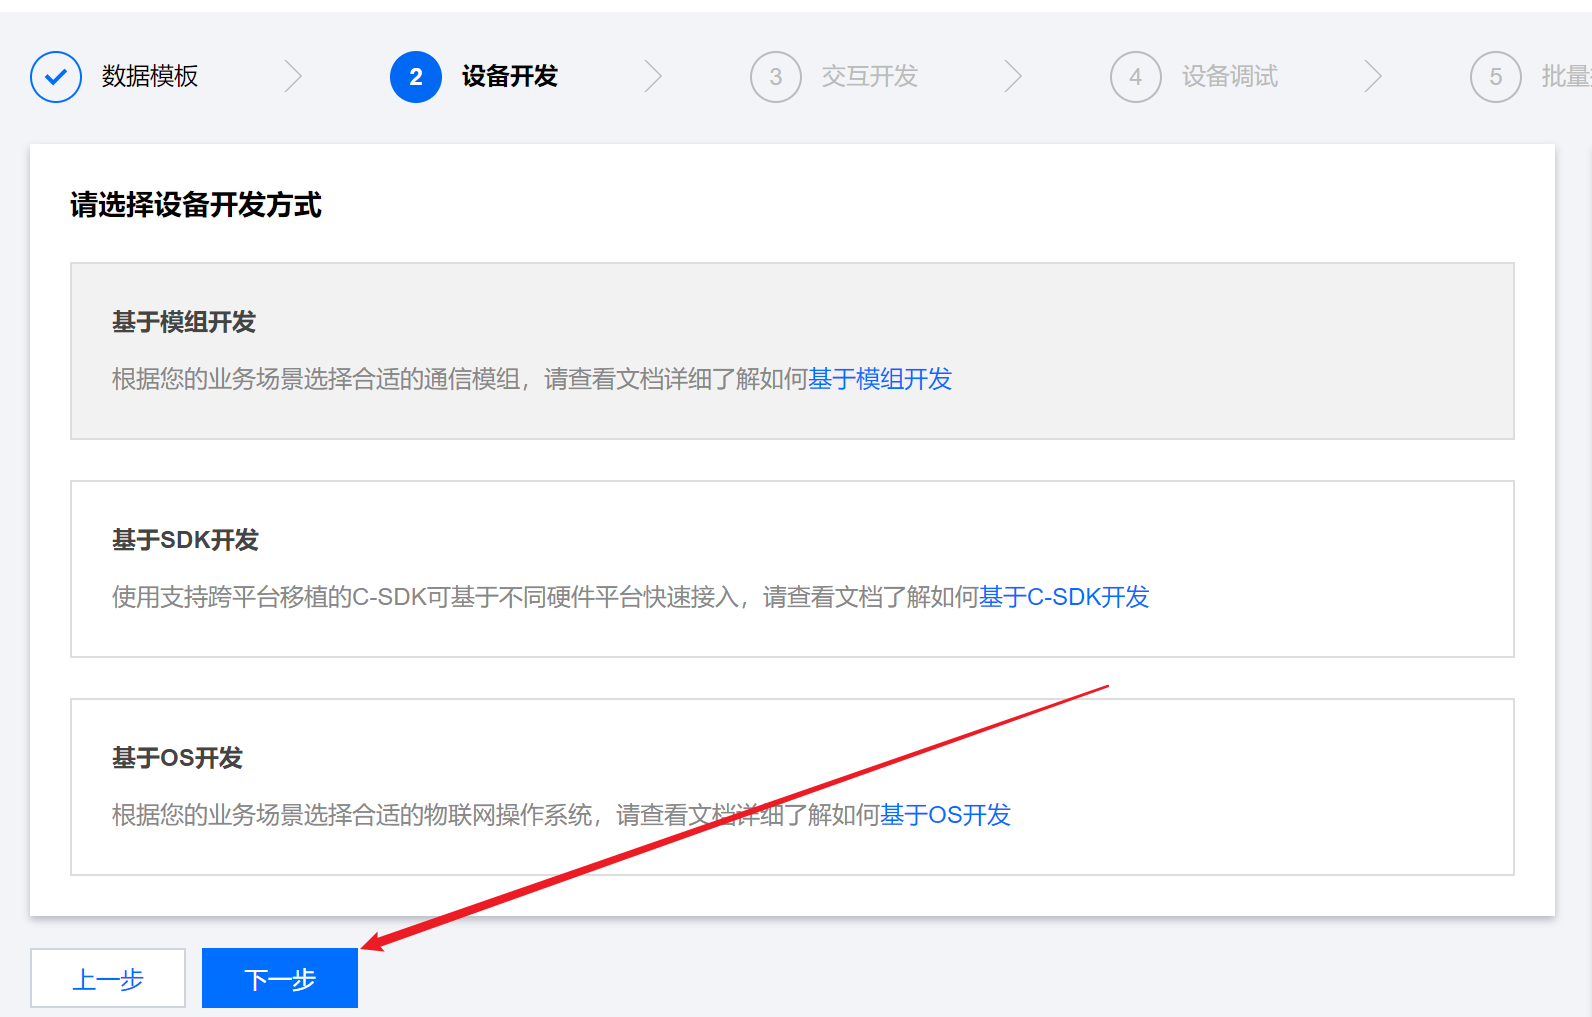 数据模板
2 设备开发
3 交互开发
4 设备调试
5 批量
请选择设备开发方式
基于模组开发
根据您的业务场景选择合适的通信模组，请查看文档详细了解如何基于模组开发
基于SDK开发
使用支持跨平台移植的C-SDK可基于不同硬件平台快速接入，请查看文档了解如何基于C-SDK开发
基于OS开发
根据您的业务场景选择合适的物联网操作系统，请查看文档详细了解如何基于OS开发
上一步
下一步